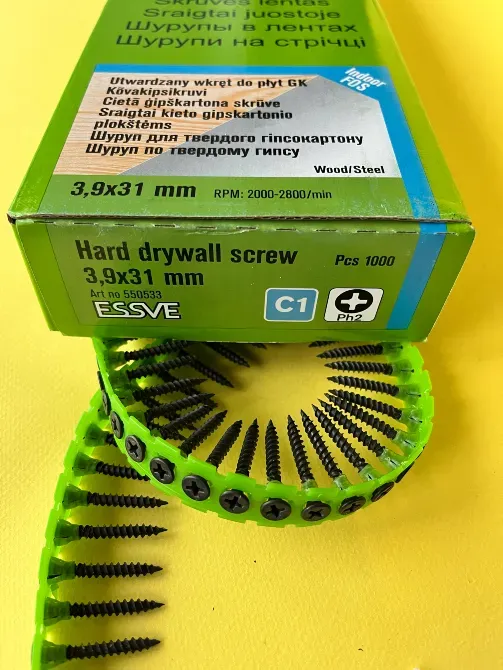 Skrūves lentās
Sraigtai juostoje
Шурупы в лентах
Шурупи на стрічці
Indoor
FOS
Utwardzany wkręt do płyt GK
Kõvakipsikruvi
Cietā ģipškartona skrūve
Sraigtai kieto gipskartonio
plokštėms
Шуруп для твердого гіпсокартону
Шуруп по твердому гипсу
Wood/Steel
3,9x31 mm RPM: 2000-2800/min
Hard drywall screw
3,9x31 mm
Pcs 1000
Art no 550533
ESSVE
C1
Ph2